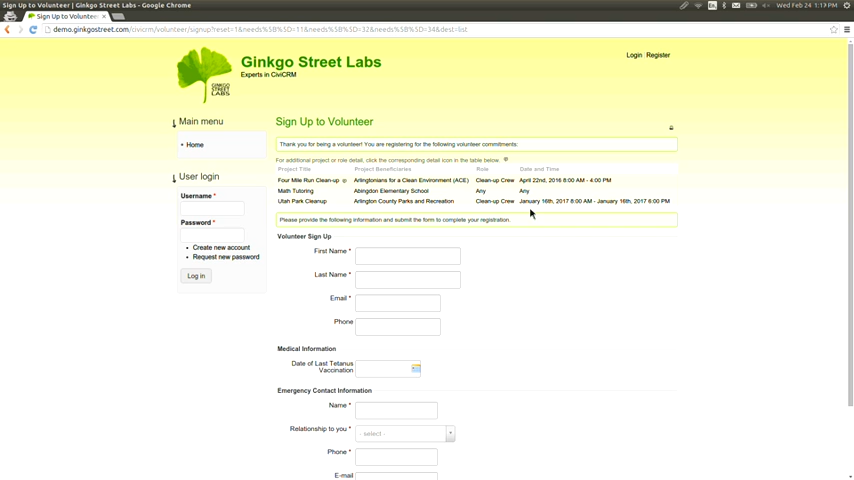 Sign Up to Volunteer | Ginkgo Street Labs - Google Chrome
En
Wed Feb 24 1:17 PM
Sign Up to Voluntee
demo.ginkgostreet.com/civicrm/volunteer/signup?reset=1&needs%5B%5D=11&needs%5B%5D=32&needs%5B%5D=34&dest=list
GINKGO
STREET
LABS
Ginkgo Street Labs
Experts in CiviCRM
Login Register
Main menu
Home
User login
Username *
Password *
Create new account
Request new password
Log in
Sign Up to Volunteer
Thank you for being a volunteer! You are registering for the following volunteer commitments:
For additional project or role detail, click the corresponding detail icon in the table below
Project Title Project Beneficiaries Role Date and Time
Four Mile Run Clean-up Arlingtonians for a Clean Environment (ACE) Clean-up Crew April 22nd, 2016 8:00 AM - 4:00 PM
Math Tutoring Abingdon Elementary School Any Any
Utah Park Cleanup Arlington County Parks and Recreation Clean-up Crew January 16th, 2017 8:00 AM - January 16th, 2017 6:00 PM
Please provide the following information and submit the form to complete your registration.
Volunteer Sign Up
First Name *
Last Name *
Email *
Phone
Medical Information
Date of Last Tetanus
Vaccination
Emergency Contact Information
Name *
Relationship to you * - select -
Phone *
E-mail